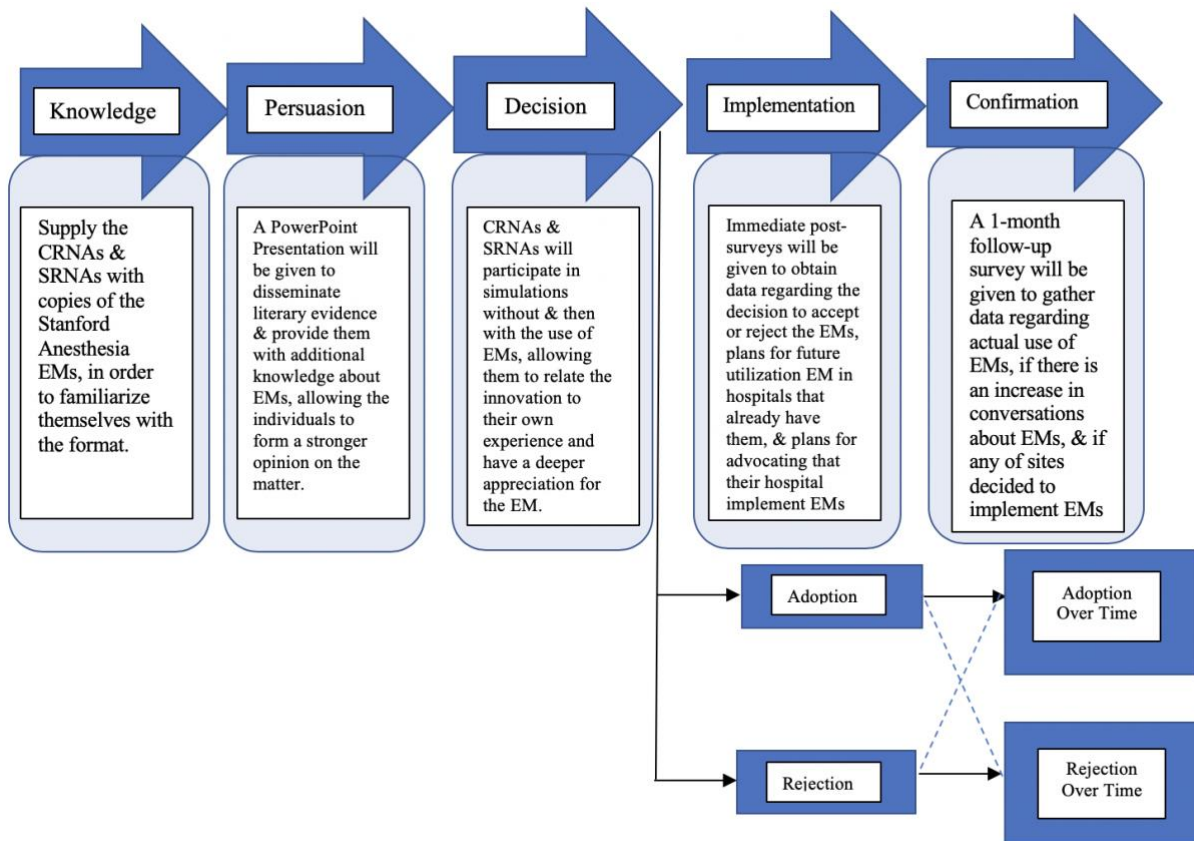 Knowledge
Persuasion
Decision
Implementation
Confirmation
Supply the
CRNAs &
SRNAs with
copies of the
Stanford
Anesthesia
EMs, in order
to familiarize
themselves with
the format.
A PowerPoint
Presentation will
be given to
disseminate
literary evidence
& provide them
with additional
knowledge about
EMs, allowing the
individuals to
form a stronger
opinion on the
matter.
CRNAs &
SRNAs will
participate in
simulations
without & then
with the use of
EMs, allowing
them to relate the
innovation to
their own
experience and
have a deeper
appreciation for
the EM.
Immediate post-
surveys will be
given to obtain
data regarding the
decision to accept
or reject the EMs,
plans for future
utilization EM in
hospitals that
already have
them, & plans for
advocating that
their hospital
implement EMs
A 1-month
follow-up
survey will be
given to gather
data regarding
actual use of
EMs, if there is
an increase in
conversations
about EMs, & if
any of sites
decided to
implement EMs
Adoption
Adoption
Over Time
Rejection
Rejection
Over Time